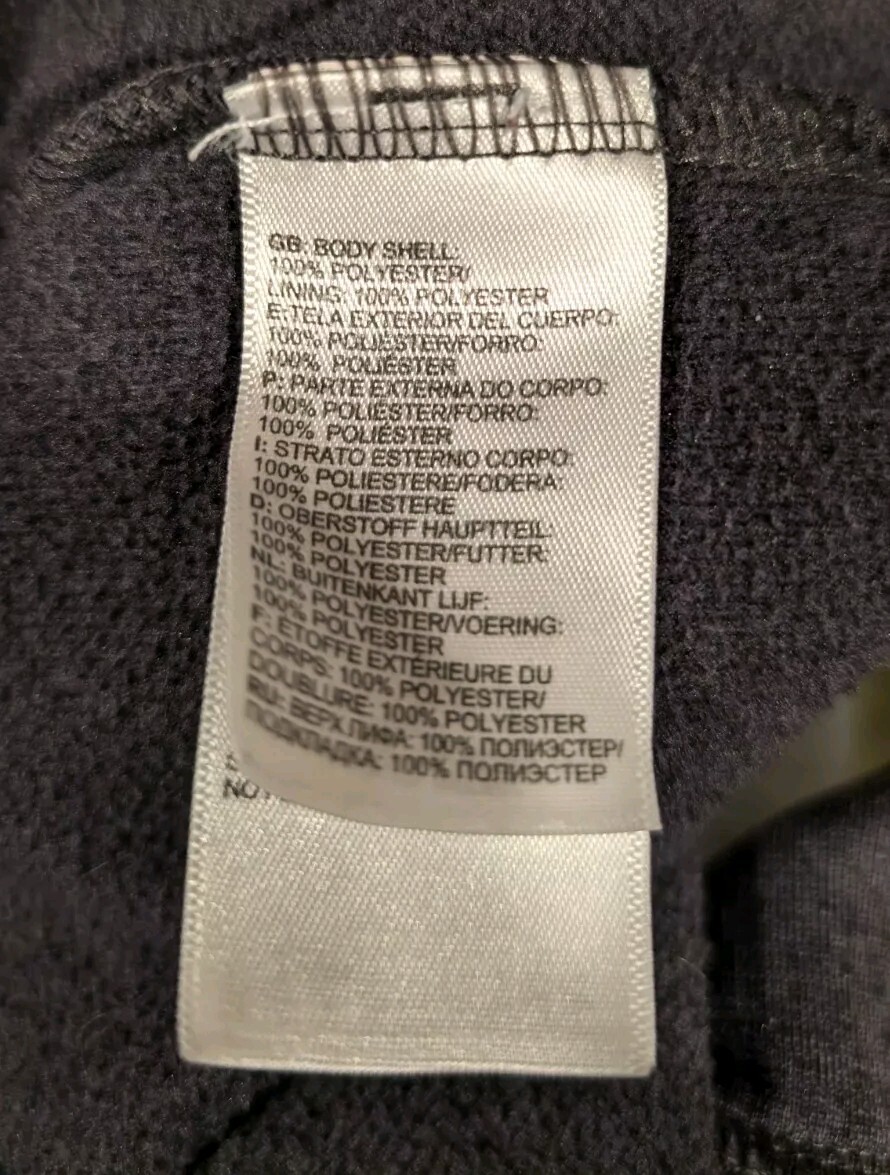 GB: BODY SHELL:
100% POLYESTER/
LINING: 100% POLYESTER
E:TELA EXTERIOR DEL CUERPO:
100% POLIÉSTER/FORRO:
100% POLIÉSTER
P: PARTE EXTERNA DO CORPO:
100% POLIÉSTER/FORRO:
100% POLIÉSTER
I: STRATO ESTERNO CORPO:
100% POLIESTERE/FODERA:
100% POLIESTERE
D: OBERSTOFF HAUPTTEIL:
100% POLYESTER/FUTTER:
100% POLYESTER
NL: BUITENKANT LIJF:
100% POLYESTER/VOERING:
100% POLYESTER
F: ÉTOFFE EXTÉRIEURE DU
CORPS: 100% POLYESTER/
DOUBLURE: 100% POLYESTER
RU: ВЕРХ ЛИФА: 100% ПОЛИЭСТЕР/
ПОДКЛАДКА: 100% ПОЛИЭСТЕР